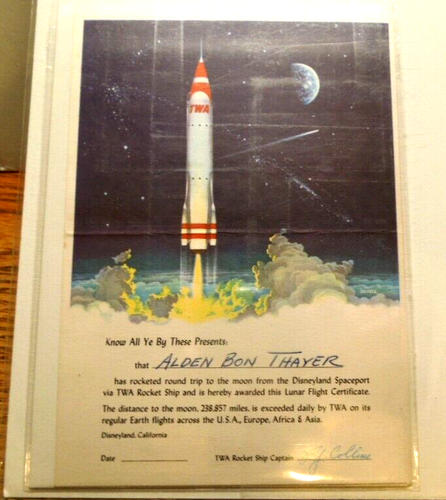 TWA
Know All Ye By These Presents:
that ALDEN BON THAYER
has rocketed round trip to the moon from the Disneyland Spaceport
via TWA Rocket Ship and is hereby awarded this Lunar Flight Certificate.
The distance to the moon, 238,857 miles, is exceeded daily by TWA on its
regular Earth flights across the U.S.A., Europe, Africa & Asia.
Disneyland, California
Date
TWA Rocket Ship Captain Collins